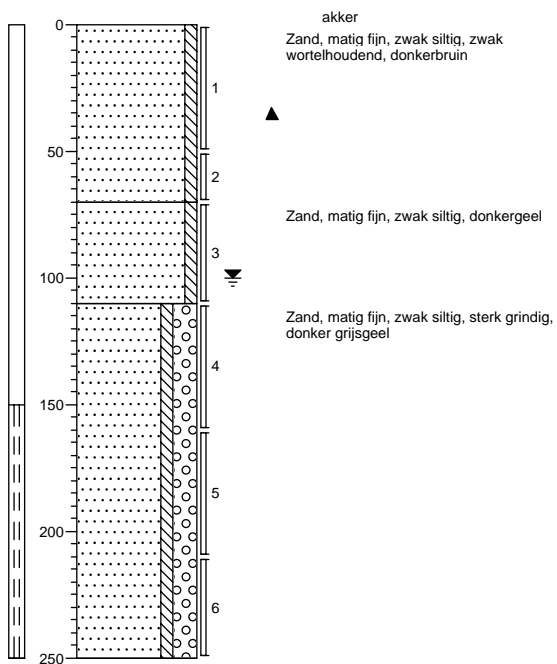 akker
0
Zand, matig fijn, zwak siltig, zwak
wortelhoudend, donkerbruin
1
50
2
Zand, matig fijn, zwak siltig, donkergeel
3
100
Zand, matig fijn, zwak siltig, sterk grindig,
donker grijsgeel
4
150
5
200
6
250